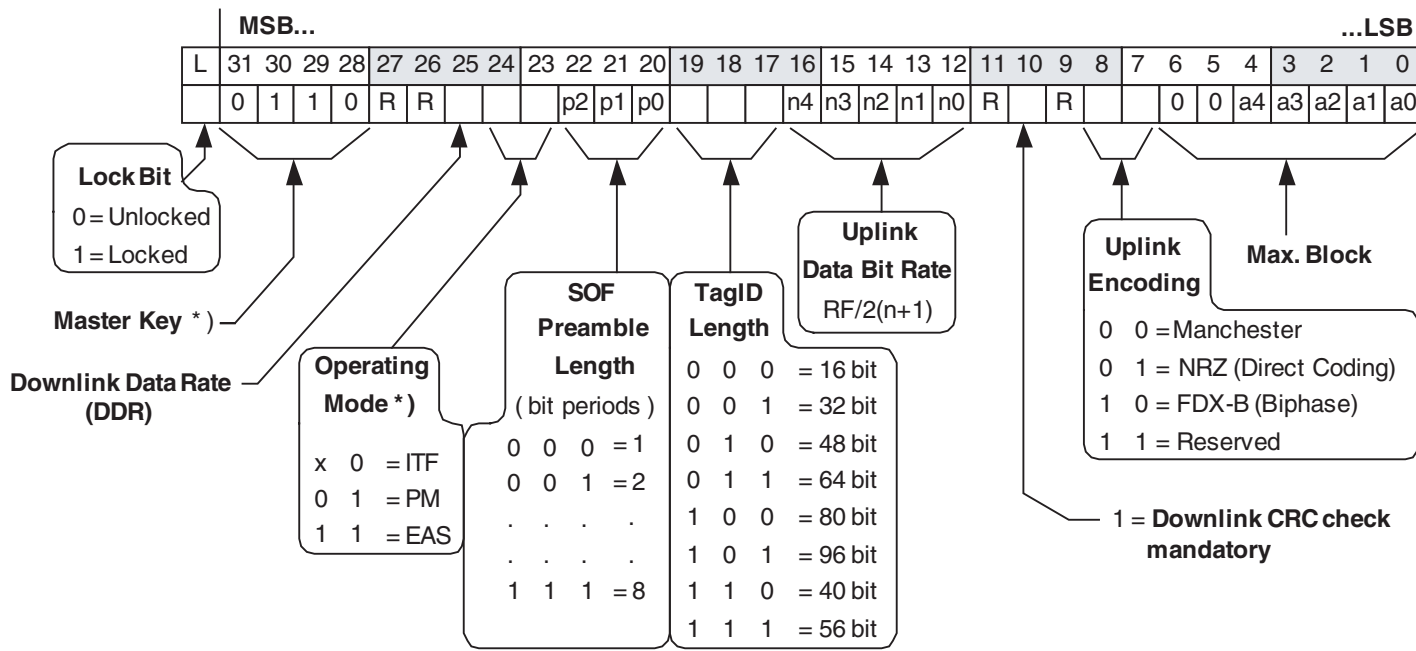 MSB... ...LSB
L 31 30 29 28 27 26 25 24 23 22 21 20 19 18 17 16 15 14 13 12 11 10 9 8 7 6 5 4 3 2 1 0
0 1 1 0 R R p2 p1 p0 n4 n3 n2 n1 n0 R R 0 0 a4 a3 a2 a1 a0
Lock Bit
0 = Unlocked
1 = Locked
Master Key *)
Downlink Data Rate
(DDR)
Operating
Mode *)
x 0 = ITF
0 1 = PM
1 1 = EAS
SOF
Preamble
Length
( bit periods )
0 0 0 = 1
0 0 1 = 2
. . . .
. . . .
1 1 1 = 8
TagID
Length
0 0 0 = 16 bit
0 0 1 = 32 bit
0 1 0 = 48 bit
0 1 1 = 64 bit
1 0 0 = 80 bit
1 0 1 = 96 bit
1 1 0 = 40 bit
1 1 1 = 56 bit
Uplink
Data Bit Rate
RF/2(n+1)
Uplink
Encoding
0 0 = Manchester
0 1 = NRZ (Direct Coding)
1 0 = FDX-B (Biphase)
1 1 = Reserved
Max. Block
1 = Downlink CRC check
mandatory